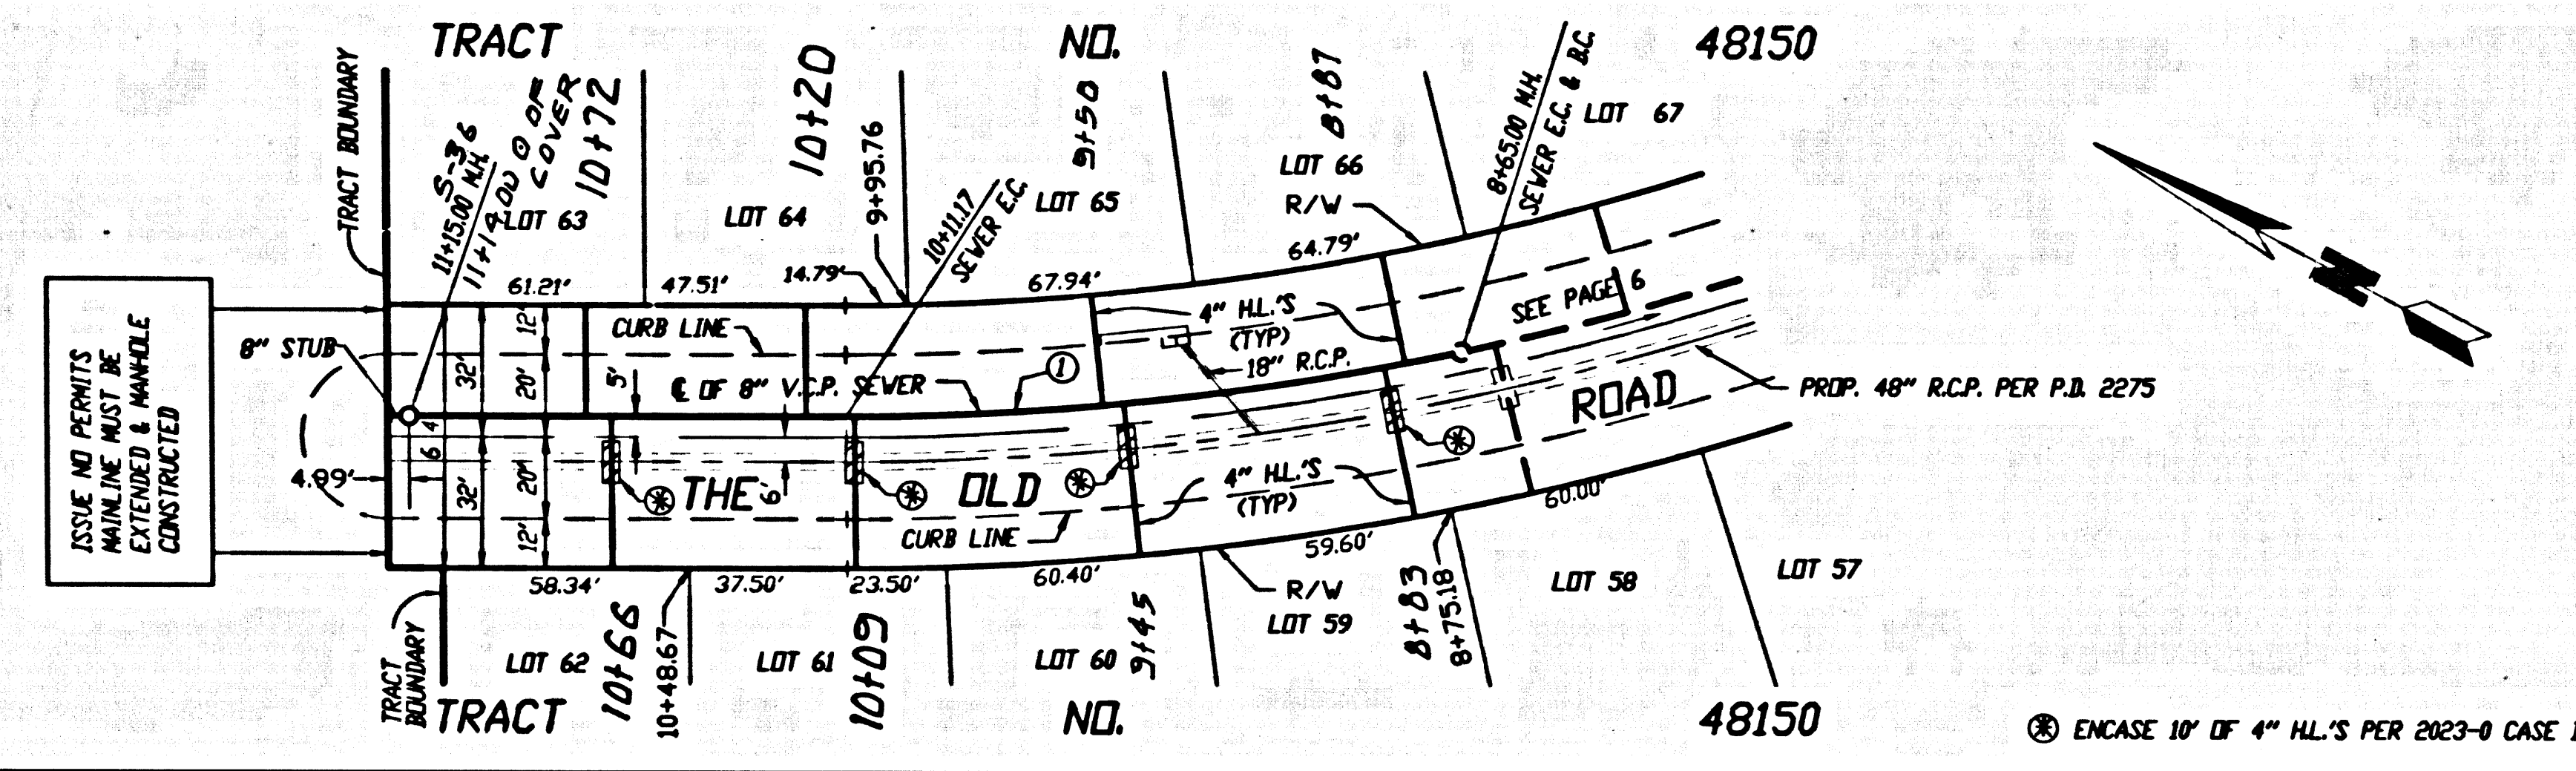 TRACT NO. 48150
TRACT BOUNDARY
S-36
11+15.00 M.H.
11+14.00 ⊙ OF
COVER
10+72
10+20
9+95.76
10+11.17
SEWER E.C.
9+50
8+87
8+65.00 M.H.
SEWER E.C. & B.C.
LOT 63
LOT 64
LOT 65
LOT 66
LOT 67
R/W
61.21'
47.51'
14.79'
67.94'
64.79'
ISSUE NO PERMITS
MAINLINE MUST BE
EXTENDED & MANHOLE
CONSTRUCTED
8" STUB
12'
32'
20'
CURB LINE
5'
℄ OF 8" V.C.P. SEWER
1
4" H.L.'S
(TYP)
18" R.C.P.
SEE PAGE 6
PROP. 48" R.C.P. PER P.D. 2275
4
6
4.99'
32'
20'
12'
THE OLD ROAD
6'
CURB LINE
4" H.L.'S
(TYP)
58.34'
37.50'
23.50'
60.40'
59.60'
60.00'
R/W
TRACT
BOUNDARY
LOT 62
10+66
10+48.67
LOT 61
10+09
LOT 60
9+45
LOT 59
8+83
8+75.18
LOT 58
LOT 57
TRACT NO. 48150
ENCASE 10' OF 4" H.L.'S PER 2023-0 CASE